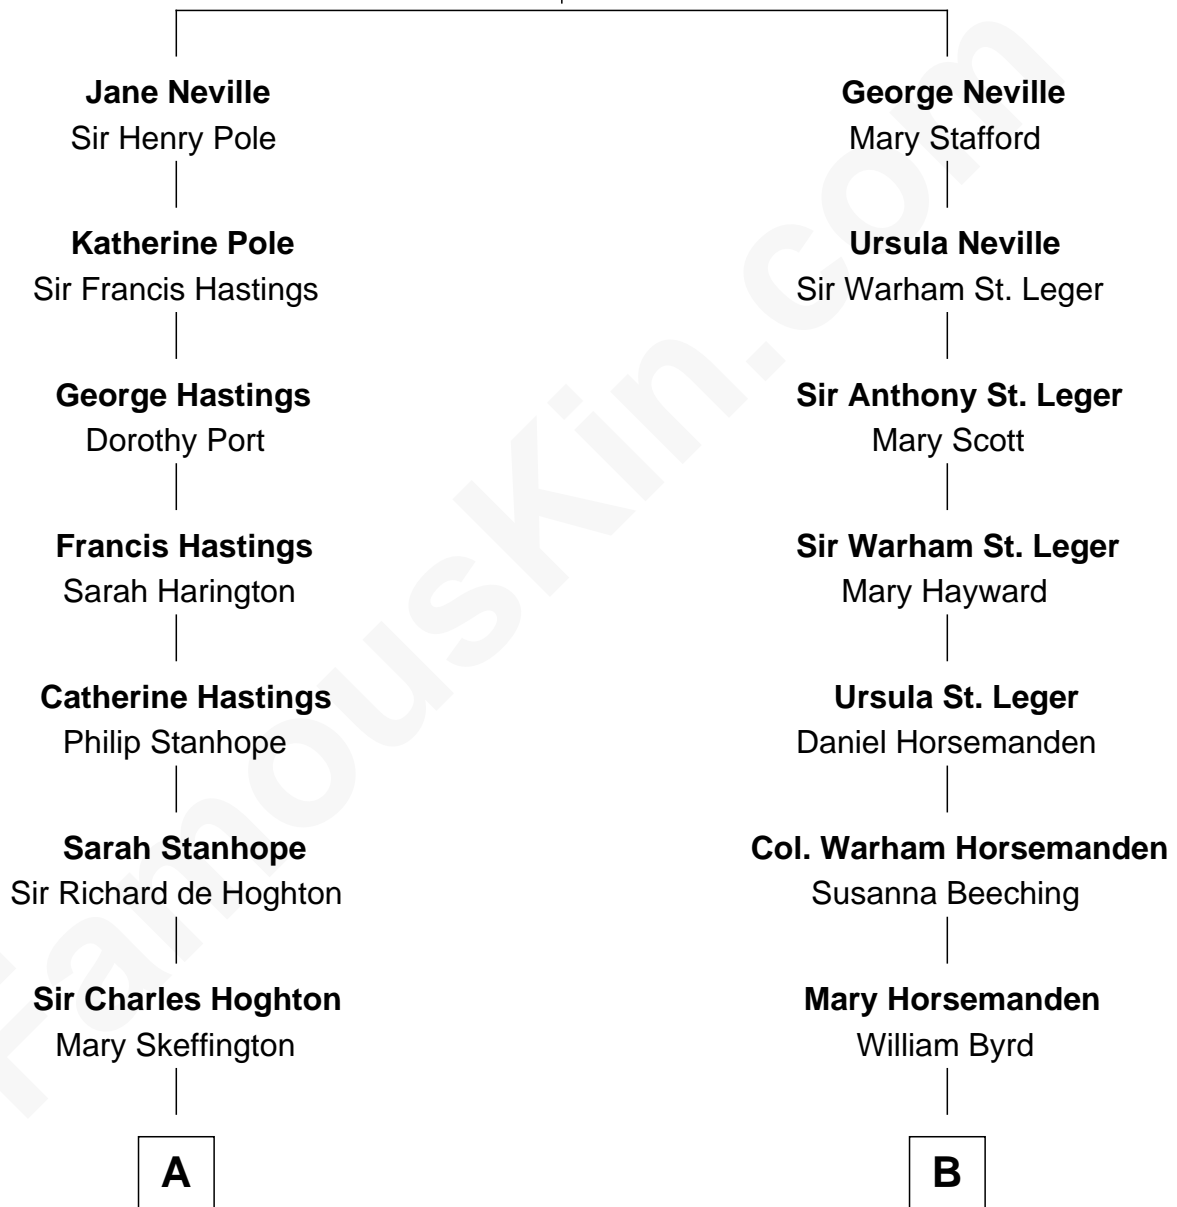 Jane Neville
Sir Henry Pole
George Neville
Mary Stafford
Katherine Pole
Sir Francis Hastings
Ursula Neville
Sir Warham St. Leger
George Hastings
Dorothy Port
Sir Anthony St. Leger
Mary Scott
Francis Hastings
Sarah Harington
Sir Warham St. Leger
Mary Hayward
Catherine Hastings
Philip Stanhope
Ursula St. Leger
Daniel Horsemanden
Sarah Stanhope
Sir Richard de Hoghton
Col. Warham Horsemanden
Susanna Beeching
Sir Charles Hoghton
Mary Skeffington
Mary Horsemanden
William Byrd
A
B
FamousKin.com